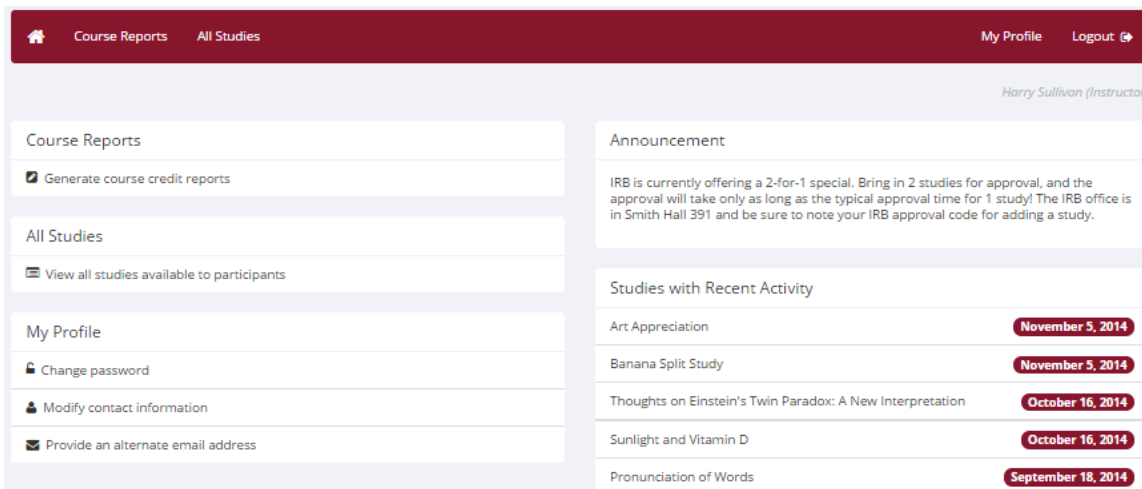 Course Reports All Studies My Profile Logout
Harry Sullivan (Instructor
Course Reports
Generate course credit reports
All Studies
View all studies available to participants
My Profile
Change password
Modify contact information
Provide an alternate email address
Announcement
IRB is currently offering a 2-for-1 special. Bring in 2 studies for approval, and the
approval will take only as long as the typical approval time for 1 study! The IRB office is
in Smith Hall 391 and be sure to note your IRB approval code for adding a study.
Studies with Recent Activity
Art Appreciation November 5, 2014
Banana Split Study November 5, 2014
Thoughts on Einstein's Twin Paradox: A New Interpretation October 16, 2014
Sunlight and Vitamin D October 16, 2014
Pronunciation of Words September 18, 2014